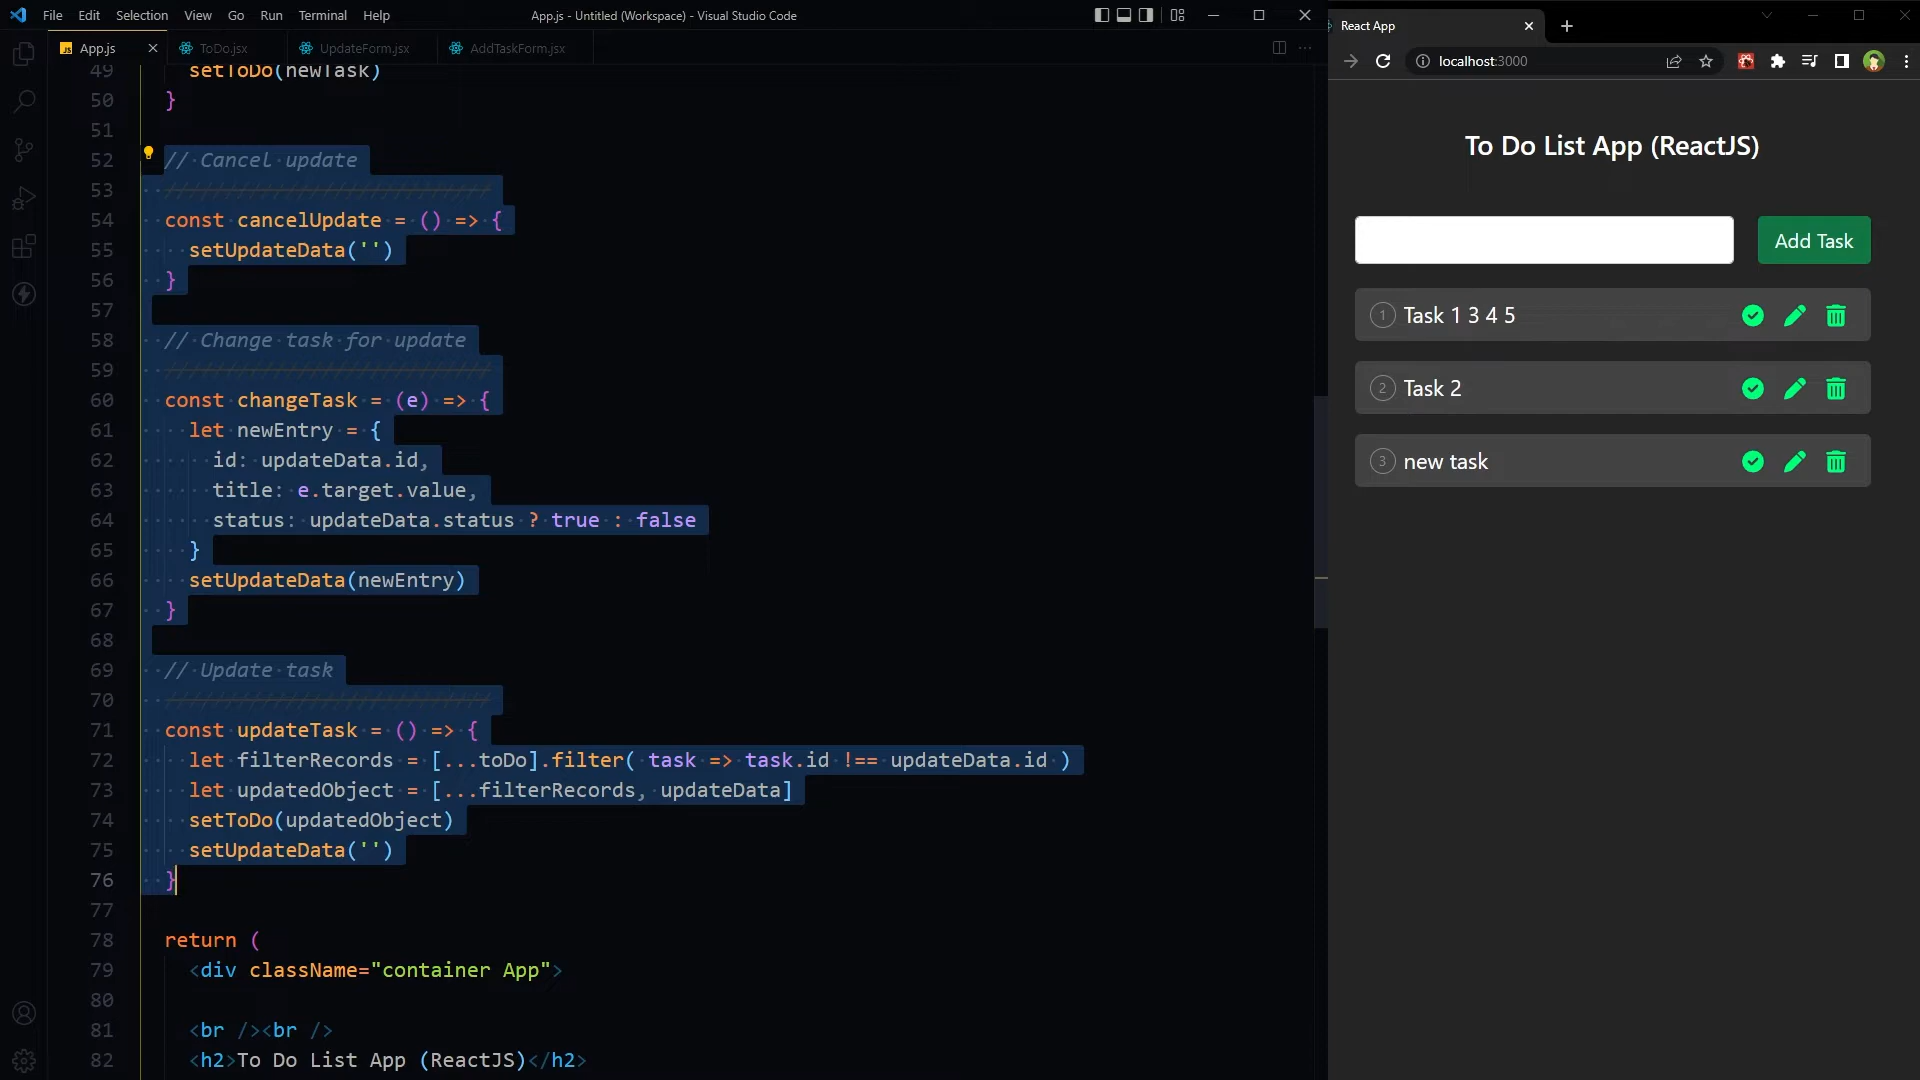 File Edit Selection View Go Run Terminal Help
App.js - Untitled (Workspace) - Visual Studio Code
App.js ToDo.jsx UpdateForm.jsx AddTaskForm.jsx
49 setToDo(newTask)
50 }
51
52 // Cancel update
53 ///////////////////////////
54 const cancelUpdate = () => {
55 setUpdateData('')
56 }
57
58 // Change task for update
59 ///////////////////////////
60 const changeTask = (e) => {
61 let newEntry = {
62 id: updateData.id,
63 title: e.target.value,
64 status: updateData.status ? true : false
65 }
66 setUpdateData(newEntry)
67 }
68
69 // Update task
70 ///////////////////////////
71 const updateTask = () => {
72 let filterRecords = [...toDo].filter( task => task.id !== updateData.id )
73 let updatedObject = [...filterRecords, updateData]
74 setToDo(updatedObject)
75 setUpdateData('')
76 }
77
78 return (
79 <div className="container App">
80
81 <br /><br />
82 <h2>To Do List App (ReactJS)</h2>
React App
localhost:3000
To Do List App (ReactJS)
Add Task
1 Task 1 3 4 5
2 Task 2
3 new task